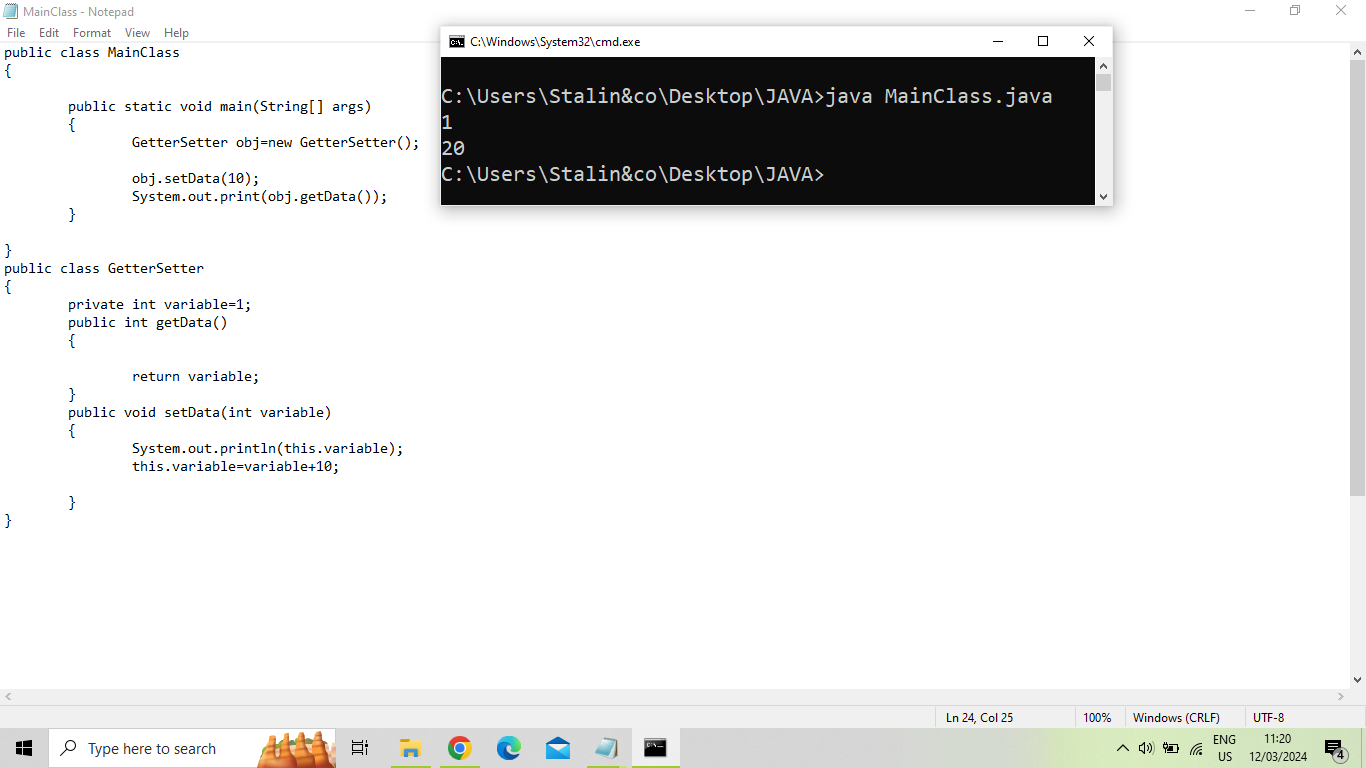 MainClass - Notepad
File Edit Format View Help
public class MainClass
{
public static void main(String[] args)
{
GetterSetter obj=new GetterSetter();
obj.setData(10);
System.out.print(obj.getData());
}
}
public class GetterSetter
{
private int variable=1;
public int getData()
{
return variable;
}
public void setData(int variable)
{
System.out.println(this.variable);
this.variable=variable+10;
}
}
C:\Windows\System32\cmd.exe
C:\Users\Stalin&co\Desktop\JAVA>java MainClass.java
1
20
C:\Users\Stalin&co\Desktop\JAVA>
Ln 24, Col 25 100% Windows (CRLF) UTF-8
Type here to search
ENG
US
11:20
12/03/2024
4